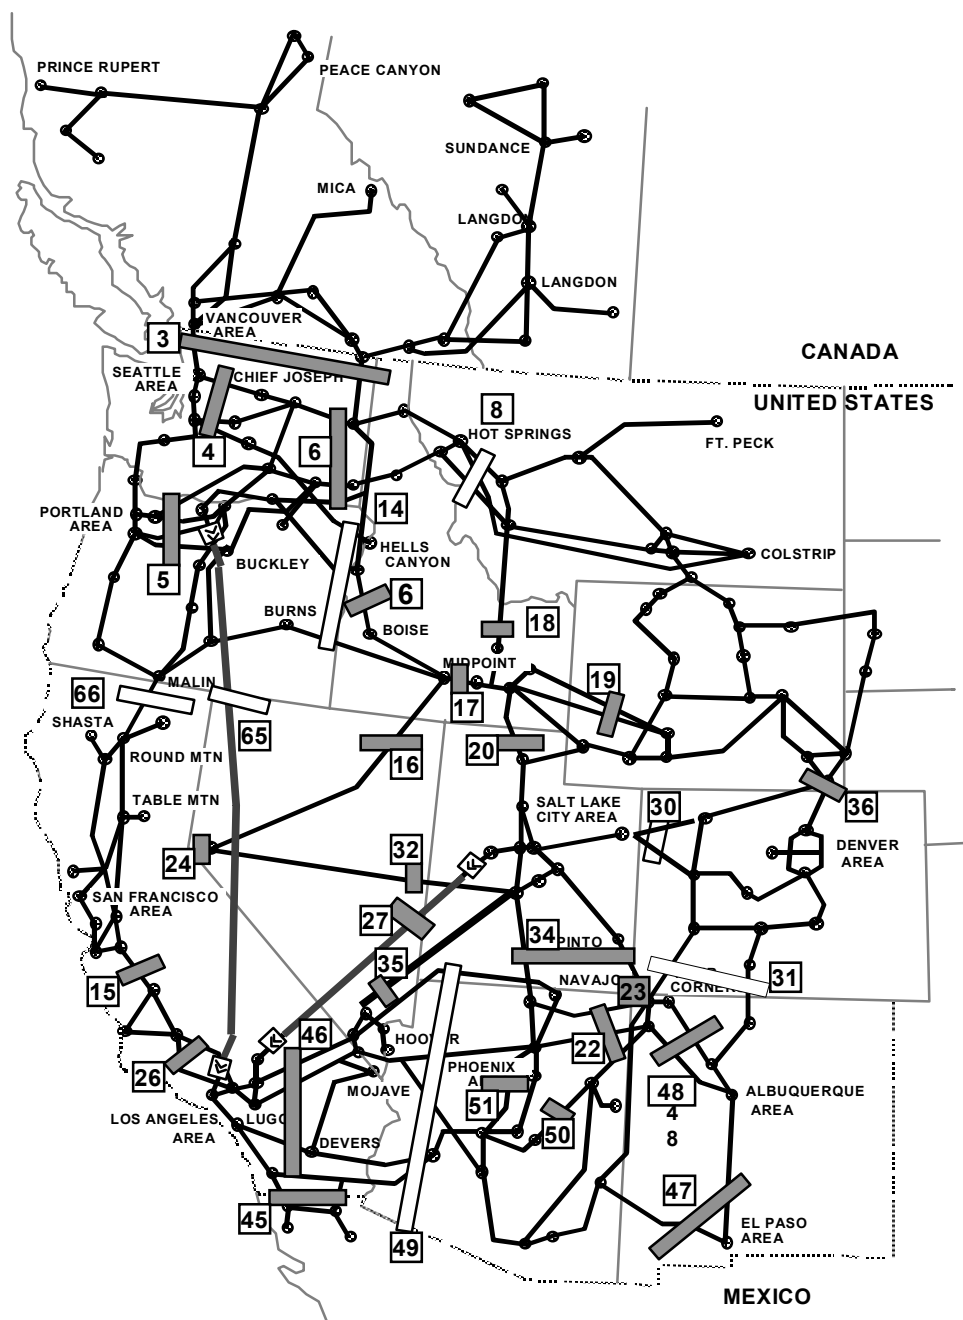 PRINCE RUPERT
PEACE CANYON
SUNDANCE
MICA
LANGDON
LANGDON
VANCOUVER
AREA
3
CANADA
SEATTLE
AREA
CHIEF JOSEPH
UNITED STATES
8
HOT SPRINGS
FT. PECK
4
6
14
PORTLAND
AREA
HELLS
CANYON
COLSTRIP
BUCKLEY
5
6
BURNS
BOISE
18
MIDPOINT
MALIN
66
17
19
SHASTA
65
ROUND MTN
16
20
TABLE MTN
SALT LAKE
CITY AREA
30
36
24
32
DENVER
AREA
SAN FRANCISCO
AREA
27
34
PINTO
35
NAVAJO
23
CORNER
31
15
46
HOOVER
22
26
PHOENIX
A
MOJAVE
51
48
ALBUQUERQUE
AREA
LOS ANGELES
AREA
LUGO
4
8
50
DEVERS
47
45
49
EL PASO
AREA
MEXICO